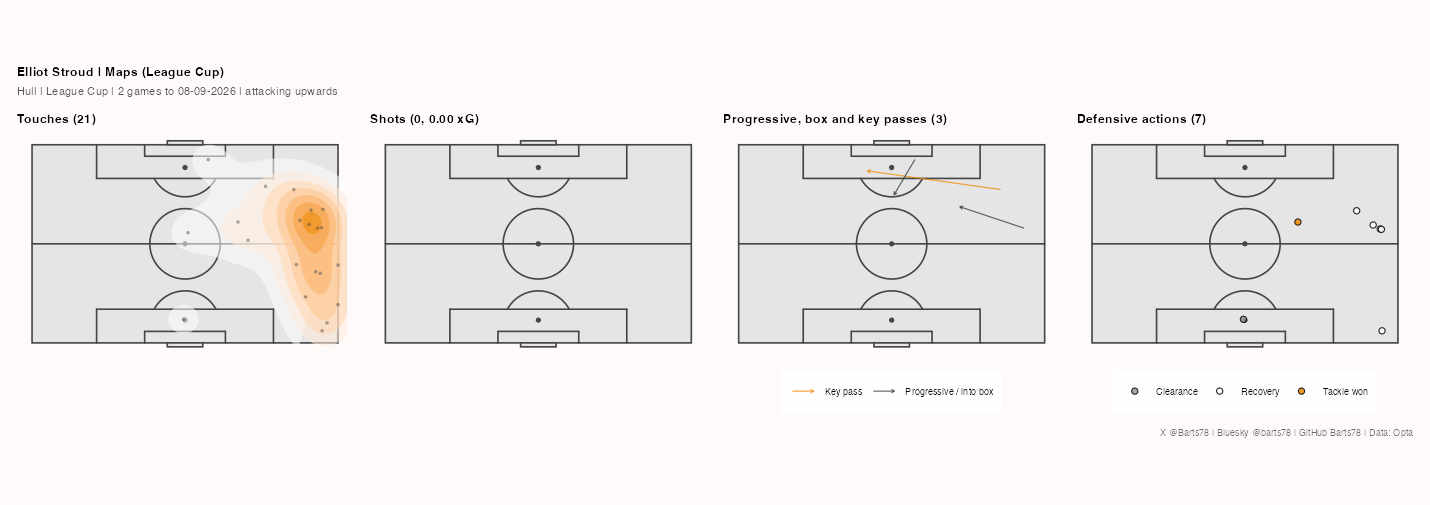 Elliot Stroud | Maps (League Cup)
Hull | League Cup | 2 games to 08-09-2026 | attacking upwards
Touches (21)
Shots (0, 0.00 xG)
Progressive, box and key passes (3)
Defensive actions (7)
Key pass
Progressive / into box
Clearance
Recovery
Tackle won
X @Barts78 | Bluesky @barts78 | GitHub Barts78 | Data: Opta